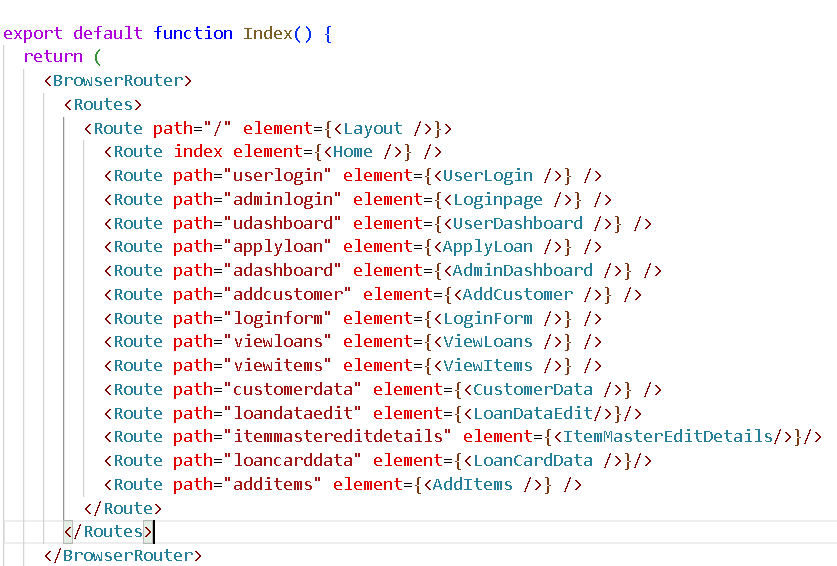 export default function Index() {
return (
<BrowserRouter>
<Routes>
<Route path="/" element={<Layout />}>
<Route index element={<Home />} />
<Route path="userlogin" element={<UserLogin />} />
<Route path="adminlogin" element={<Loginpage />} />
<Route path="udashboard" element={<UserDashboard />} />
<Route path="applyloan" element={<ApplyLoan />} />
<Route path="adashboard" element={<AdminDashboard />} />
<Route path="addcustomer" element={<AddCustomer />} />
<Route path="loginform" element={<LoginForm />} />
<Route path="viewloans" element={<ViewLoans />} />
<Route path="viewitems" element={<ViewItems />} />
<Route path="customerdata" element={<CustomerData />} />
<Route path="loandataedit" element={<LoanDataEdit/>}/>
<Route path="itemmastereditdetails" element={<ItemMasterEditDetails/>}/>
<Route path="loancarddata" element={<LoanCardData />}/>
<Route path="additems" element={<AddItems />} />
</Route>
</Routes>
</BrowserRouter>